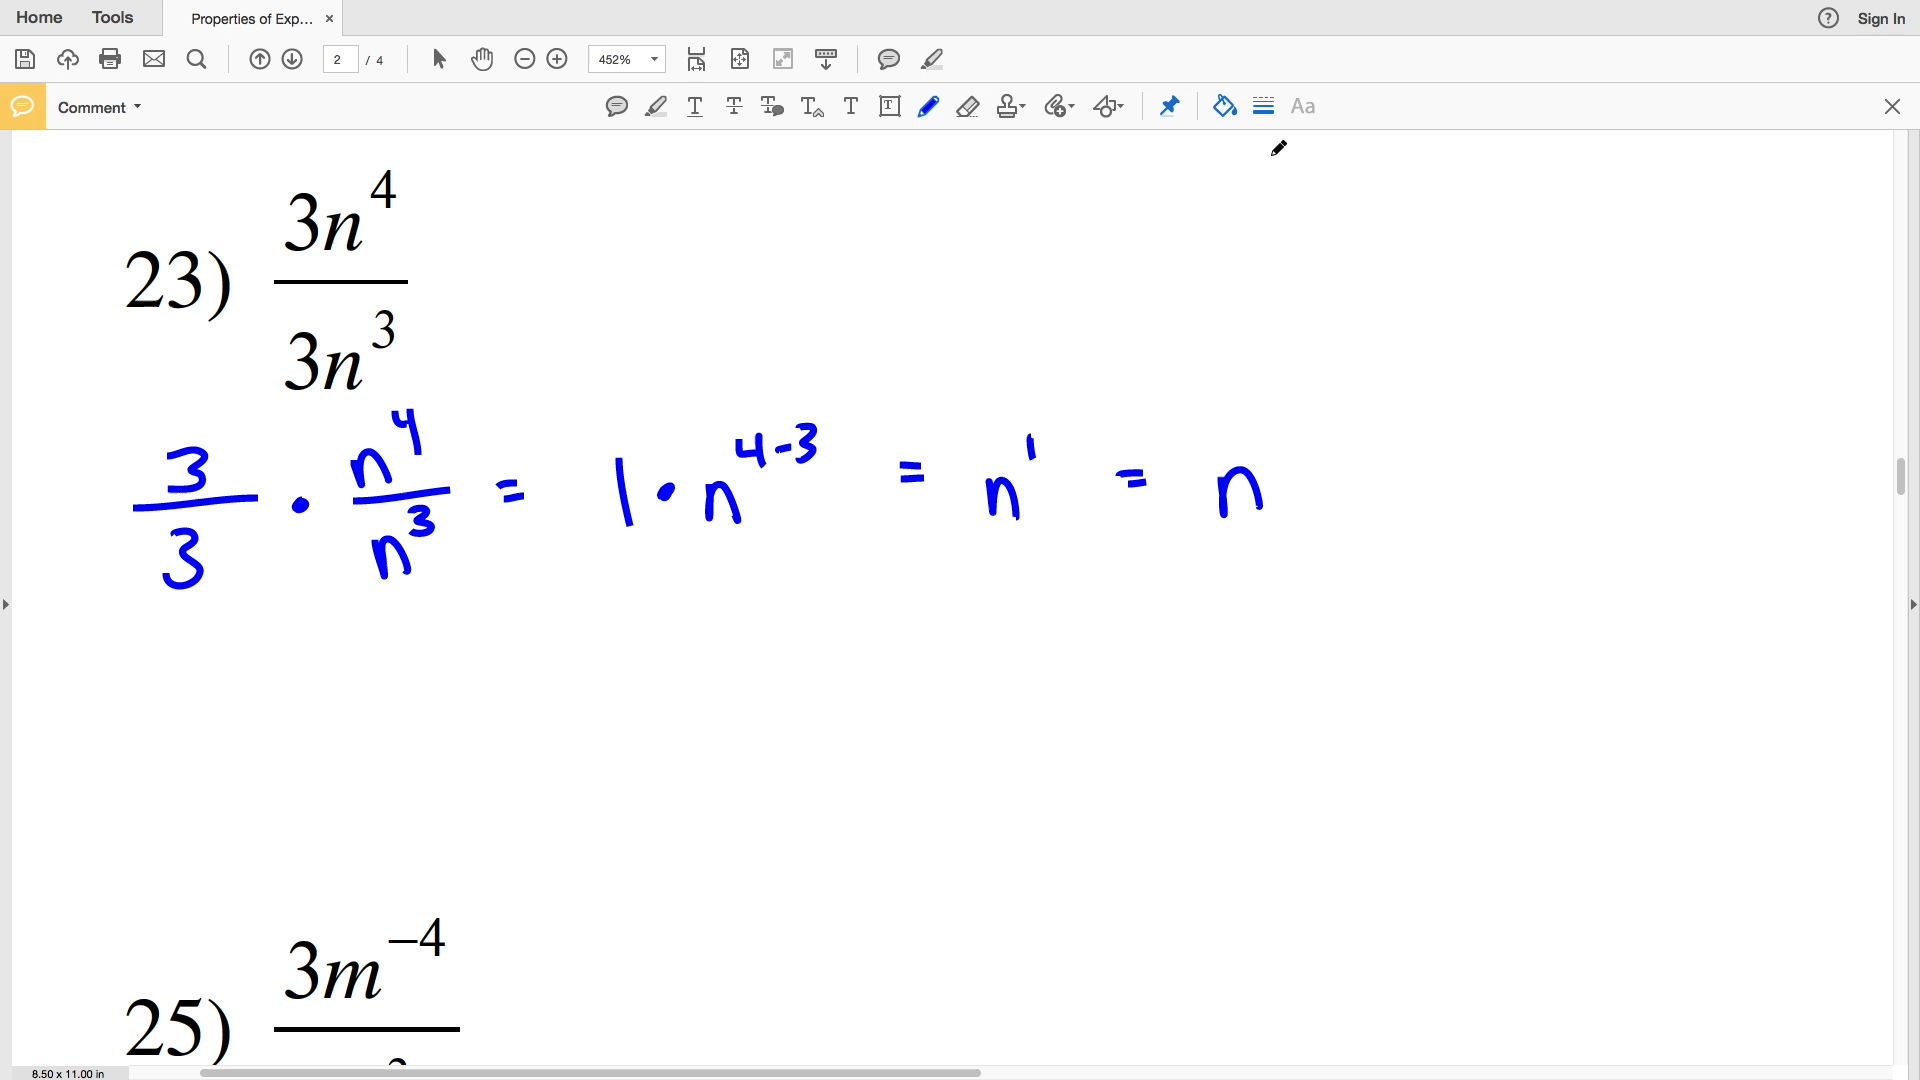 Home Tools Properties of Exp... × ? Sign In
2 / 4 452%
Comment Aa
23) 3n^4 / 3n^3
3/3 · n^4/n^3 = 1 · n^(4-3) = n^1 = n
25) 3m^−4
8.50 x 11.00 in